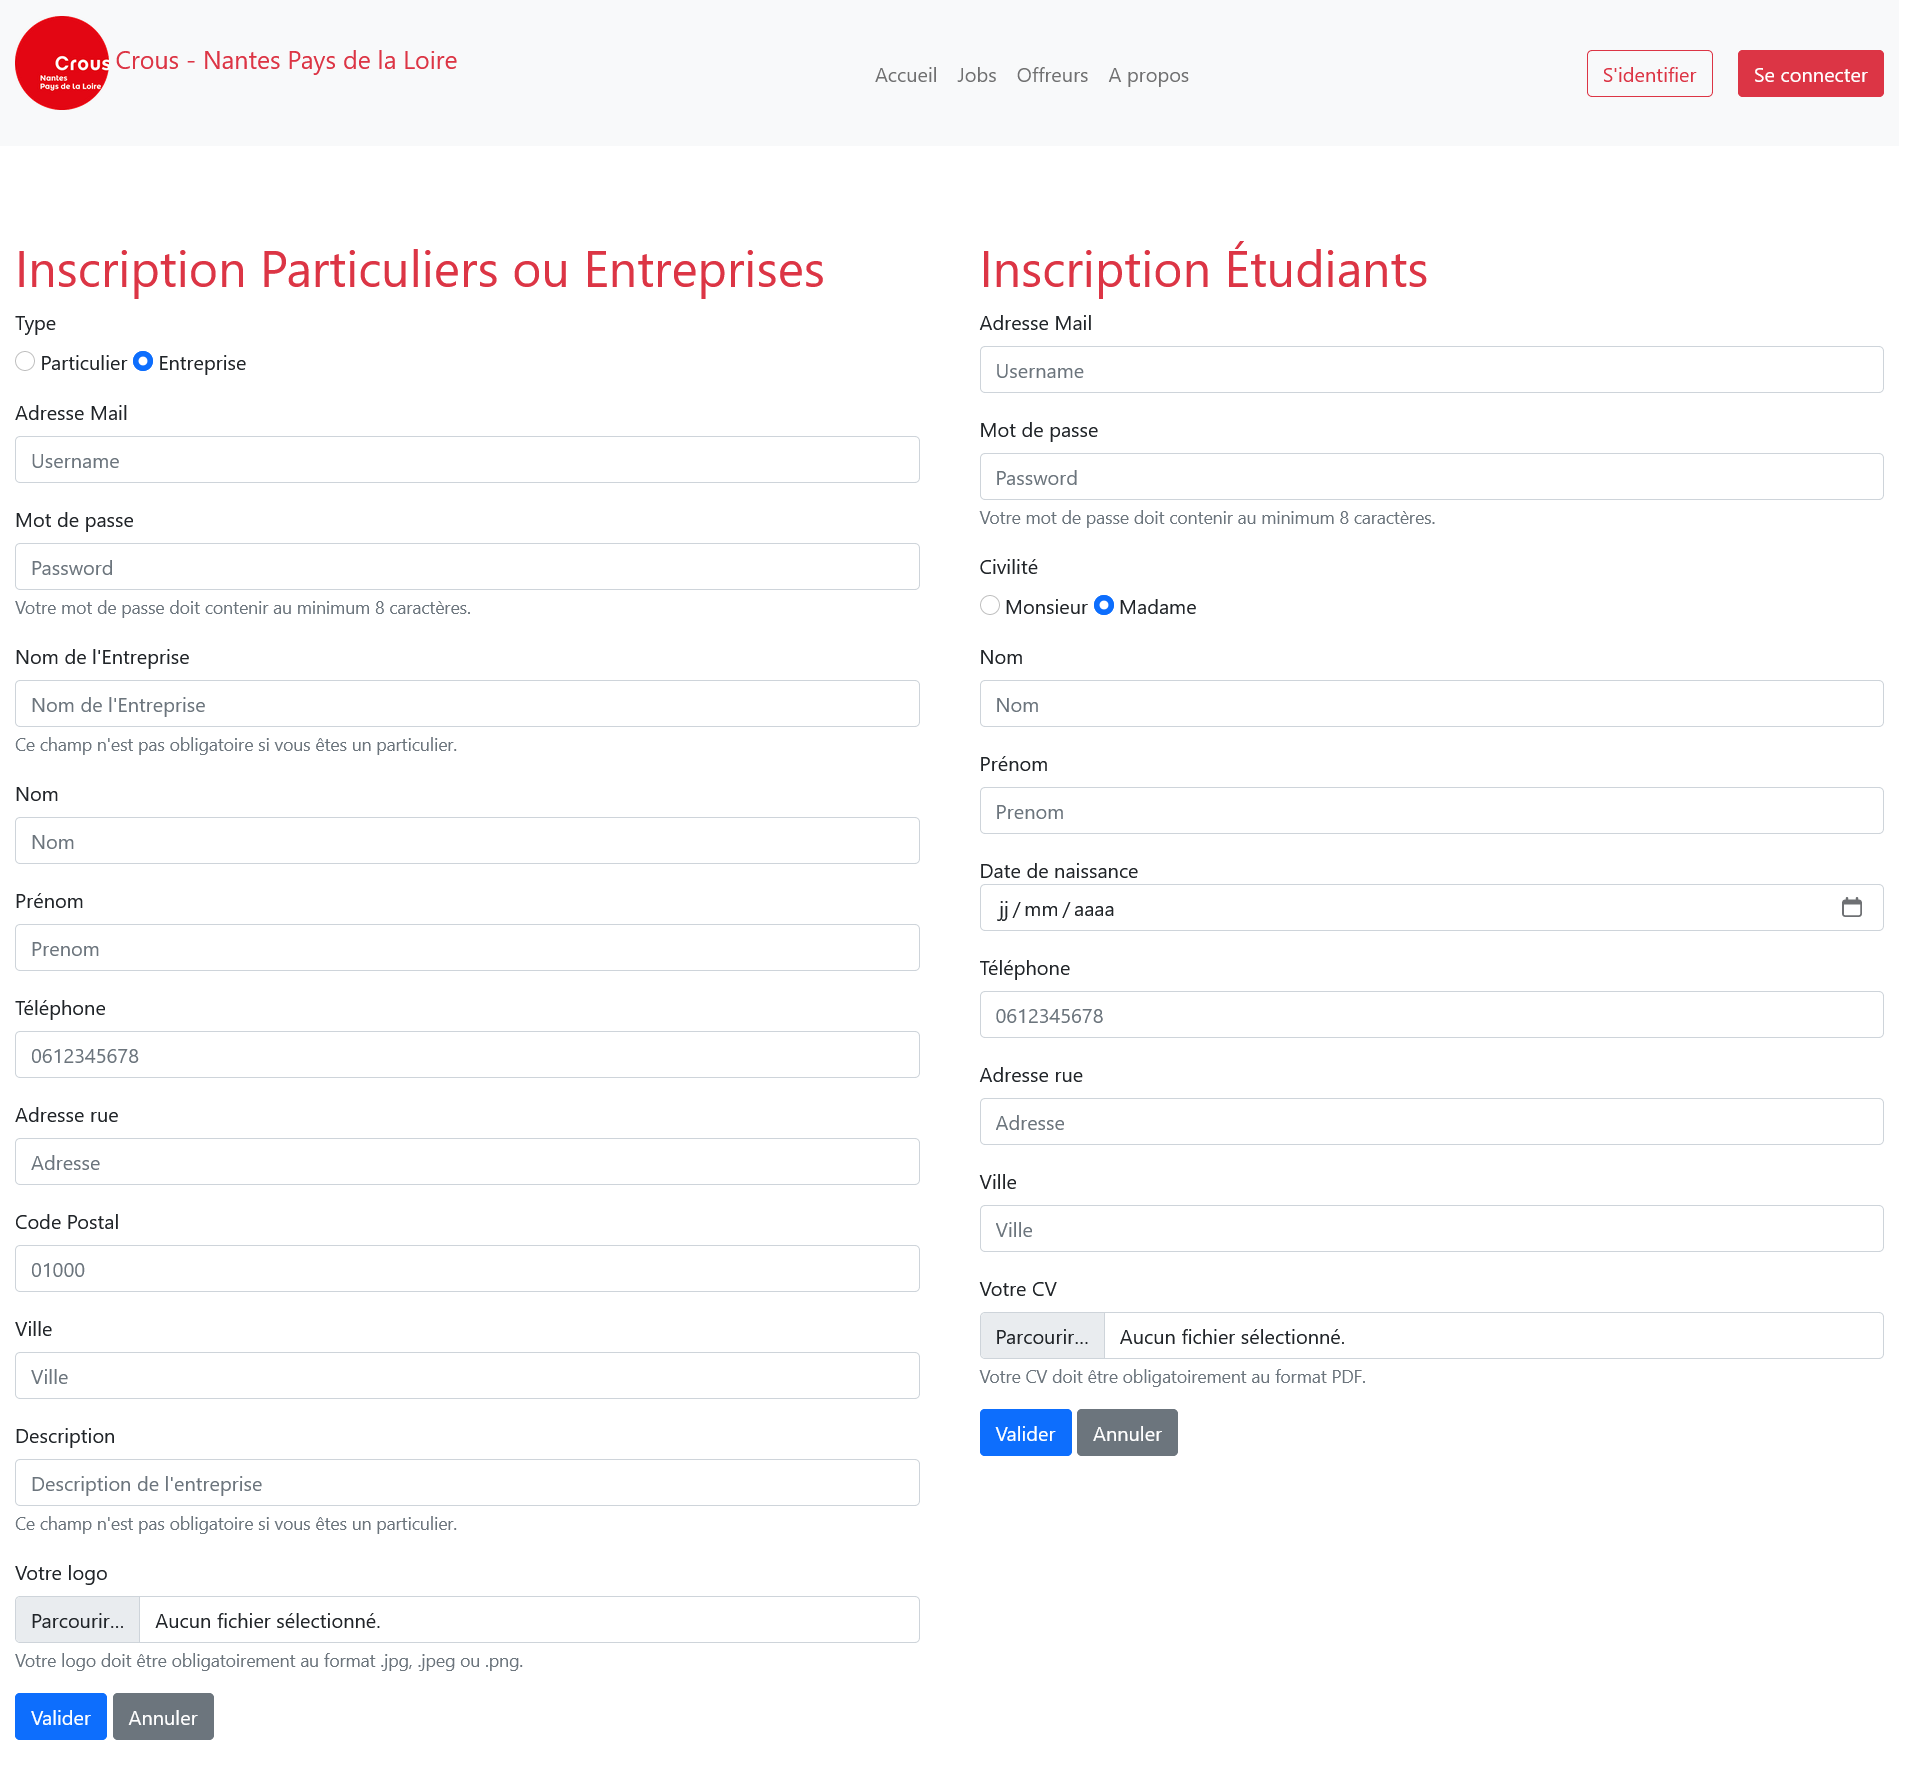 Crous
Nantes
Pays de la Loire
Crous - Nantes Pays de la Loire
Accueil Jobs Offreurs A propos
S'identifier Se connecter
Inscription Particuliers ou Entreprises
Type
Particulier Entreprise
Adresse Mail
Username
Mot de passe
Password
Votre mot de passe doit contenir au minimum 8 caractères.
Nom de l'Entreprise
Nom de l'Entreprise
Ce champ n'est pas obligatoire si vous êtes un particulier.
Nom
Nom
Prénom
Prenom
Téléphone
0612345678
Adresse rue
Adresse
Code Postal
01000
Ville
Ville
Description
Description de l'entreprise
Ce champ n'est pas obligatoire si vous êtes un particulier.
Votre logo
Parcourir... Aucun fichier sélectionné.
Votre logo doit être obligatoirement au format .jpg, .jpeg ou .png.
Valider Annuler
Inscription Étudiants
Adresse Mail
Username
Mot de passe
Password
Votre mot de passe doit contenir au minimum 8 caractères.
Civilité
Monsieur Madame
Nom
Nom
Prénom
Prenom
Date de naissance
jj / mm / aaaa
Téléphone
0612345678
Adresse rue
Adresse
Ville
Ville
Votre CV
Parcourir... Aucun fichier sélectionné.
Votre CV doit être obligatoirement au format PDF.
Valider Annuler